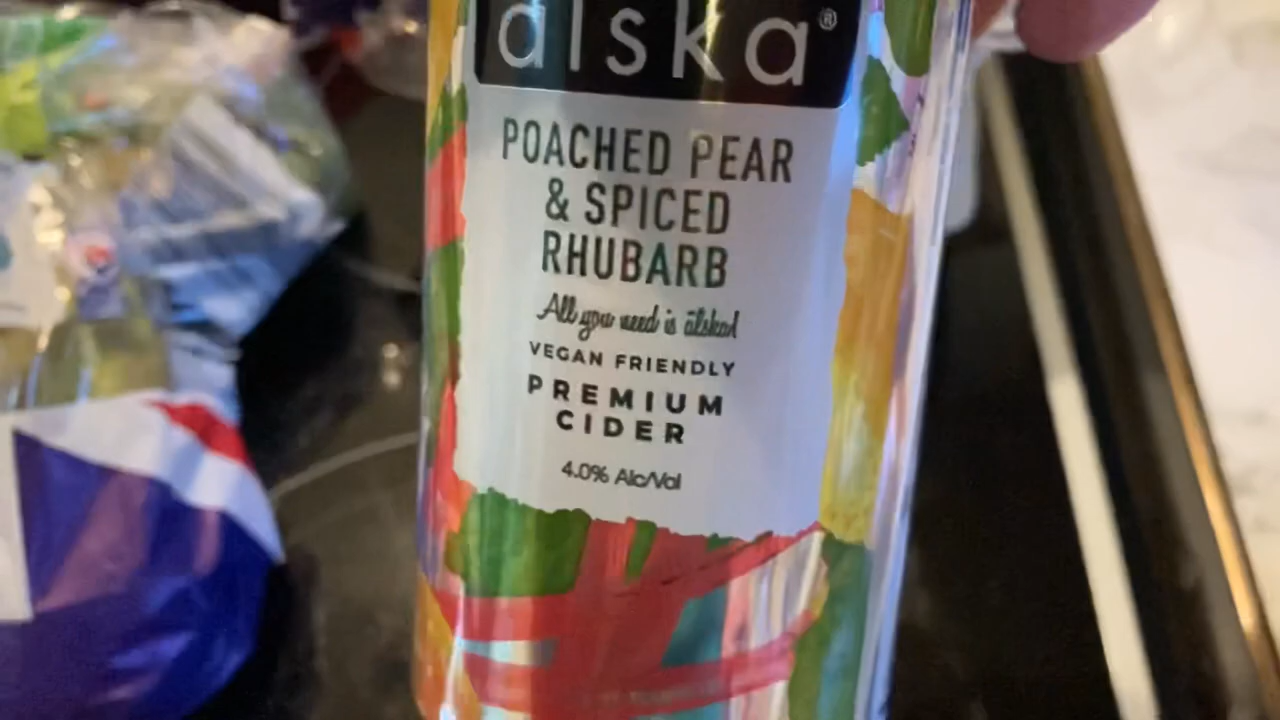 älska®
POACHED PEAR
& SPICED
RHUBARB
All you need is älska!
VEGAN FRIENDLY
PREMIUM
CIDER
4.0% Alc/Vol